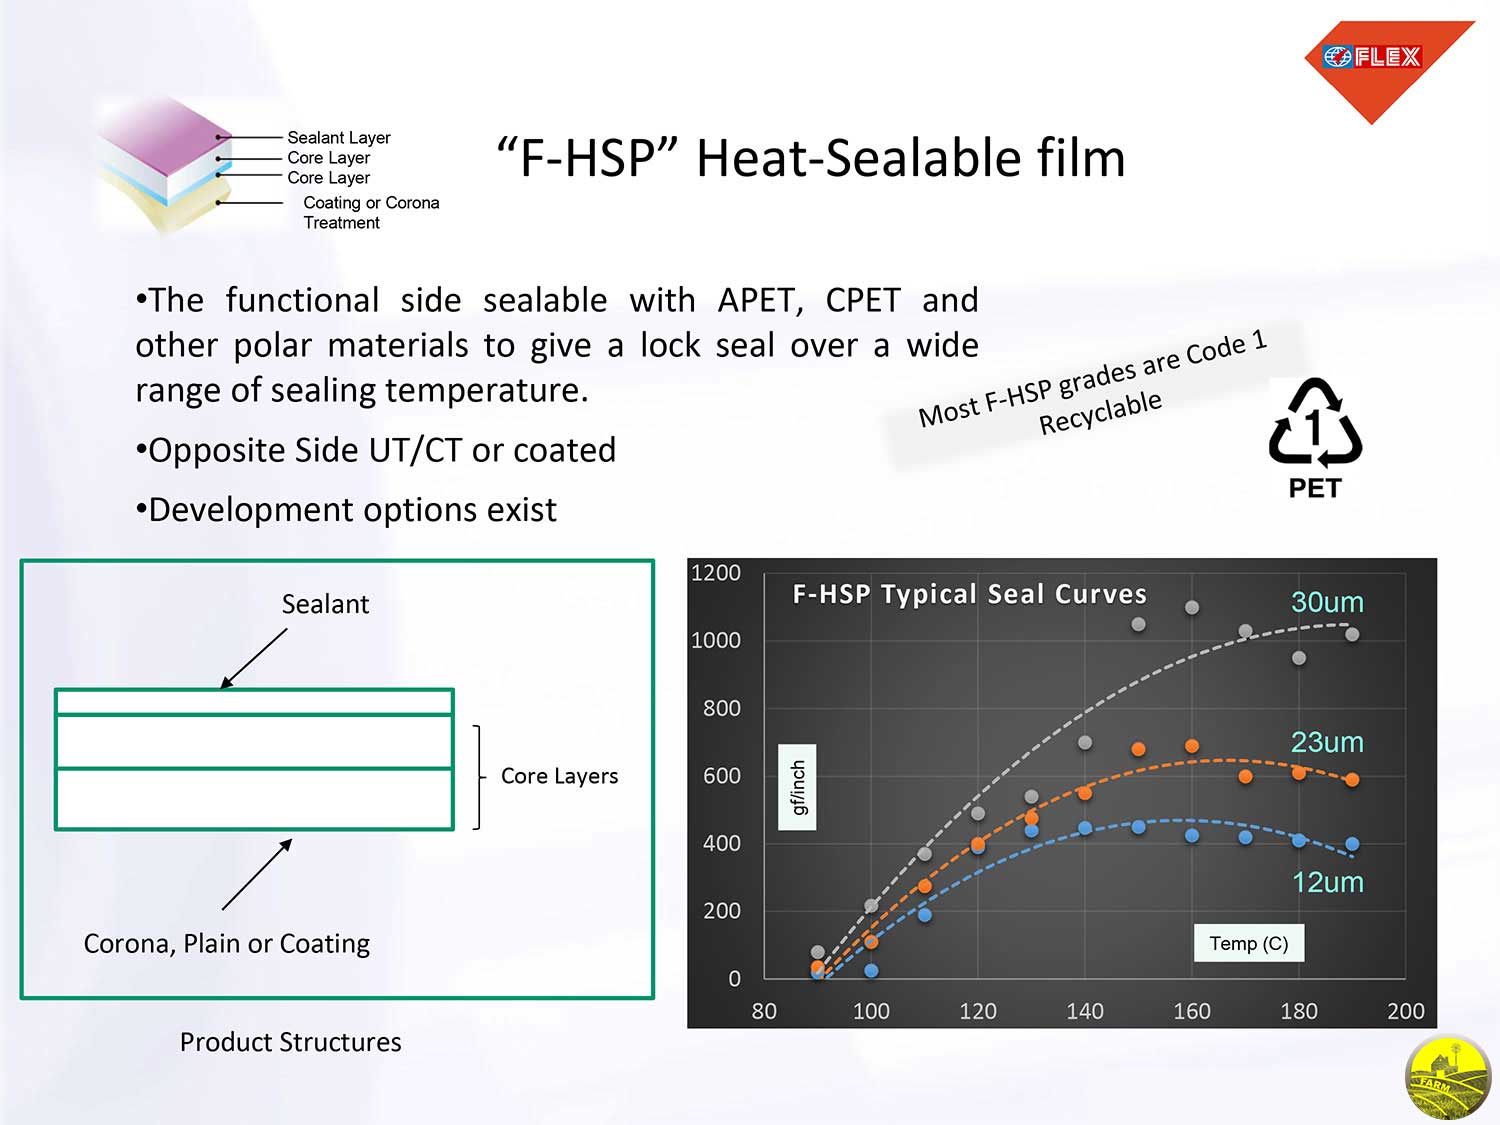 FLEX
Sealant Layer
Core Layer
Core Layer
Coating or Corona
Treatment
“F-HSP” Heat-Sealable film
•The functional side sealable with APET, CPET and
other polar materials to give a lock seal over a wide
range of sealing temperature.
•Opposite Side UT/CT or coated
•Development options exist
Most F-HSP grades are Code 1
Recyclable
1
PET
Sealant
Core Layers
Corona, Plain or Coating
Product Structures
F-HSP Typical Seal Curves
1200
1000
800
600
400
200
0
gf/inch
30um
23um
12um
Temp (C)
80 100 120 140 160 180 200
FARM